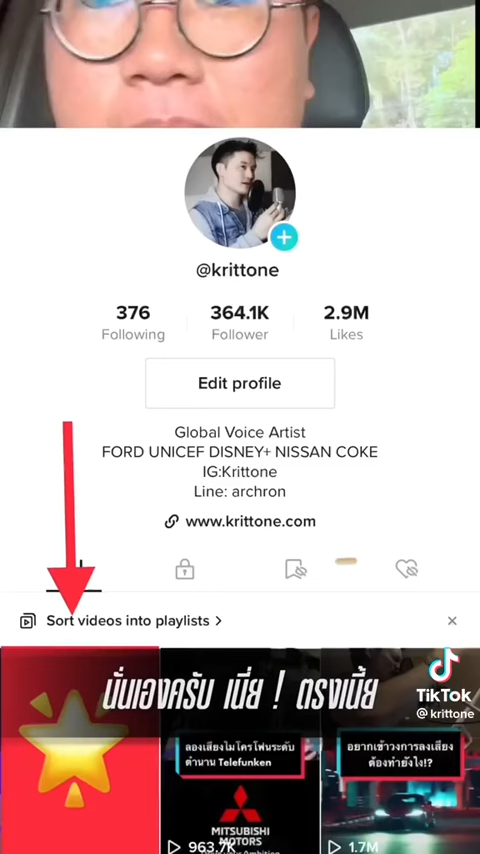 @krittone
376
364.1K
2.9M
Following
Follower
Likes
Edit profile
Global Voice Artist
FORD UNICEF DISNEY+ NISSAN COKE
IG:Krittone
Line: archron
www.krittone.com
Sort videos into playlists
นั่นเองครับ เนี่ย ! ตรงเนี้ย
TikTok
@krittone
ลองเสียงไมโครโฟนระดับ
ตำนาน Telefunken
อยากเข้าวงการลงเสียง
ต้องทำยังไง!?
MITSUBISHI
MOTORS
963.7K
1.7M